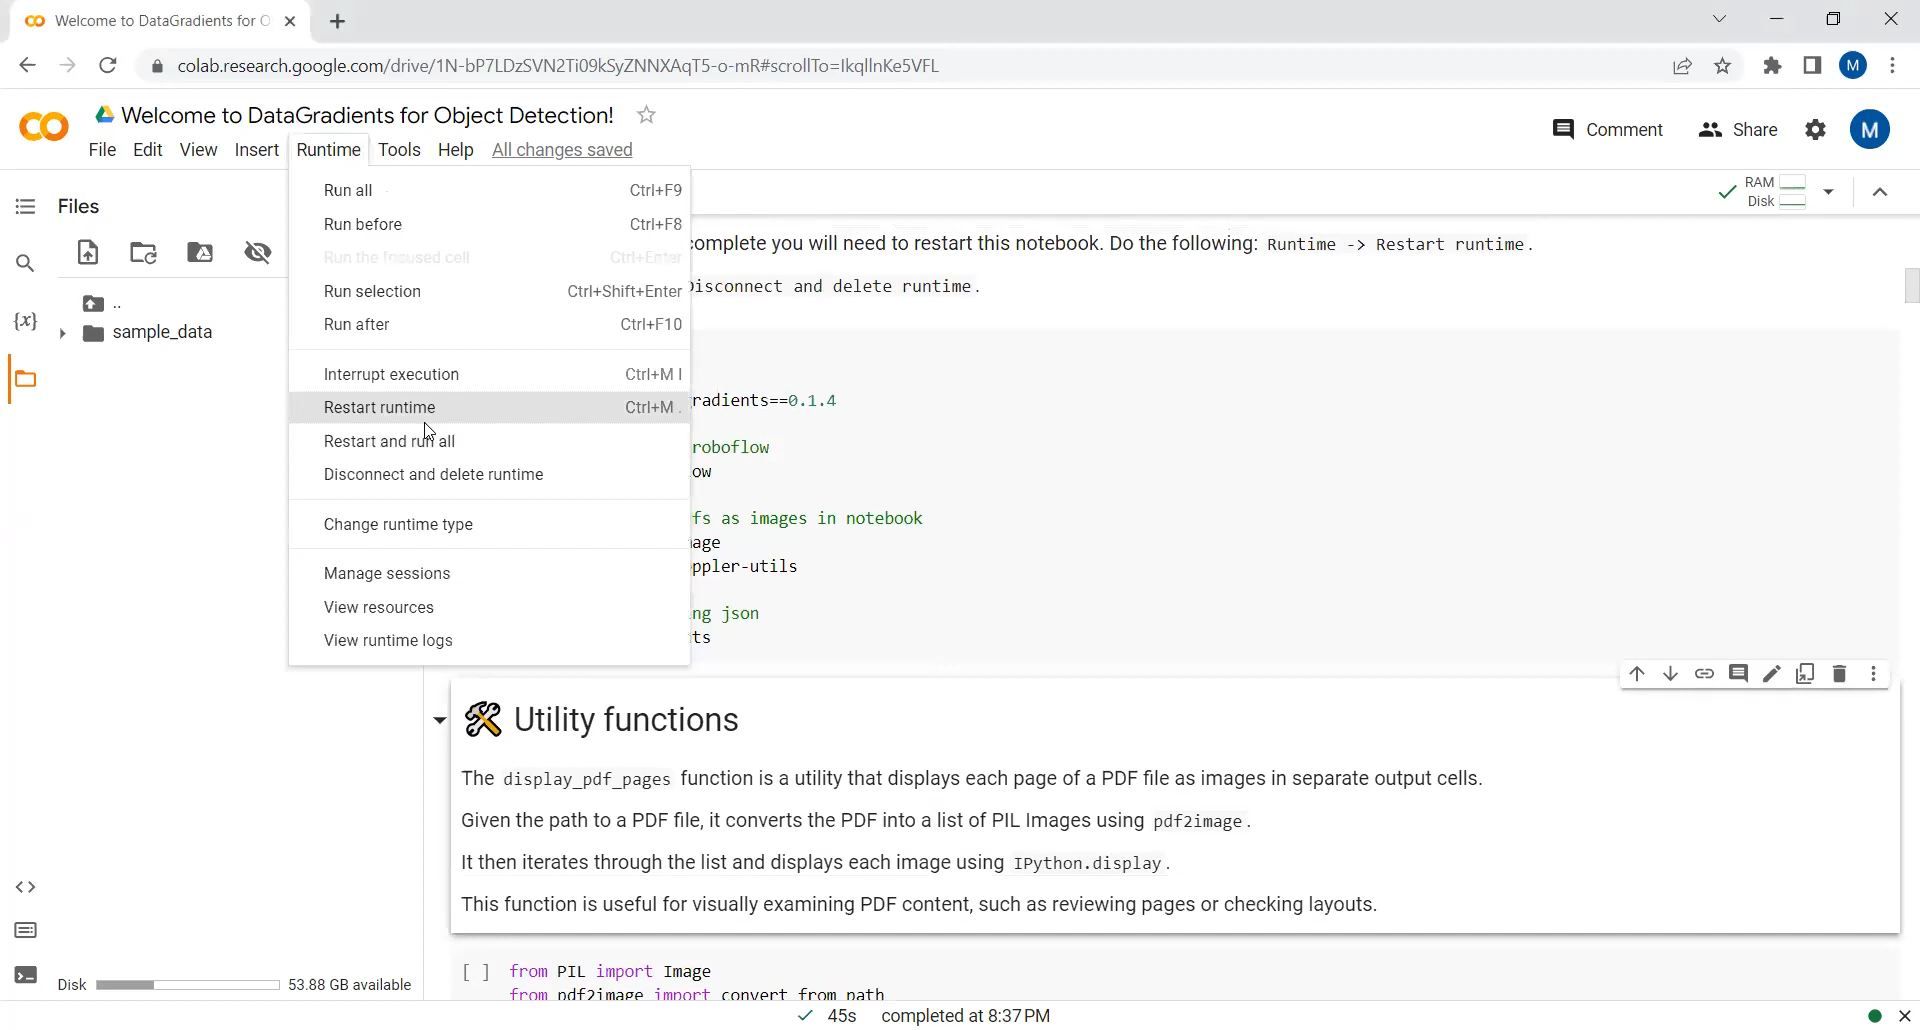 Welcome to DataGradients for O
colab.research.google.com/drive/1N-bP7LDzSVN2Ti09kSyZNNXAqT5-o-mR#scrollTo=IkqllnKe5VFL
M
Welcome to DataGradients for Object Detection!
Comment
Share
M
File Edit View Insert Runtime Tools Help All changes saved
Files
RAM
Disk
Run all Ctrl+F9
Run before Ctrl+F8
Run the focused cell Ctrl+Enter
Run selection Ctrl+Shift+Enter
Run after Ctrl+F10
Interrupt execution Ctrl+M I
Restart runtime Ctrl+M .
Restart and run all
Disconnect and delete runtime
Change runtime type
Manage sessions
View resources
View runtime logs
{x}
..
sample_data
complete you will need to restart this notebook. Do the following: Runtime -> Restart runtime.
Disconnect and delete runtime.
radients==0.1.4
roboflow
ow
fs as images in notebook
age
ppler-utils
ng json
ts
Utility functions
The display_pdf_pages function is a utility that displays each page of a PDF file as images in separate output cells.
Given the path to a PDF file, it converts the PDF into a list of PIL Images using pdf2image.
It then iterates through the list and displays each image using IPython.display.
This function is useful for visually examining PDF content, such as reviewing pages or checking layouts.
[ ] from PIL import Image
from pdf2image import convert_from_path
Disk 53.88 GB available
45s completed at 8:37 PM